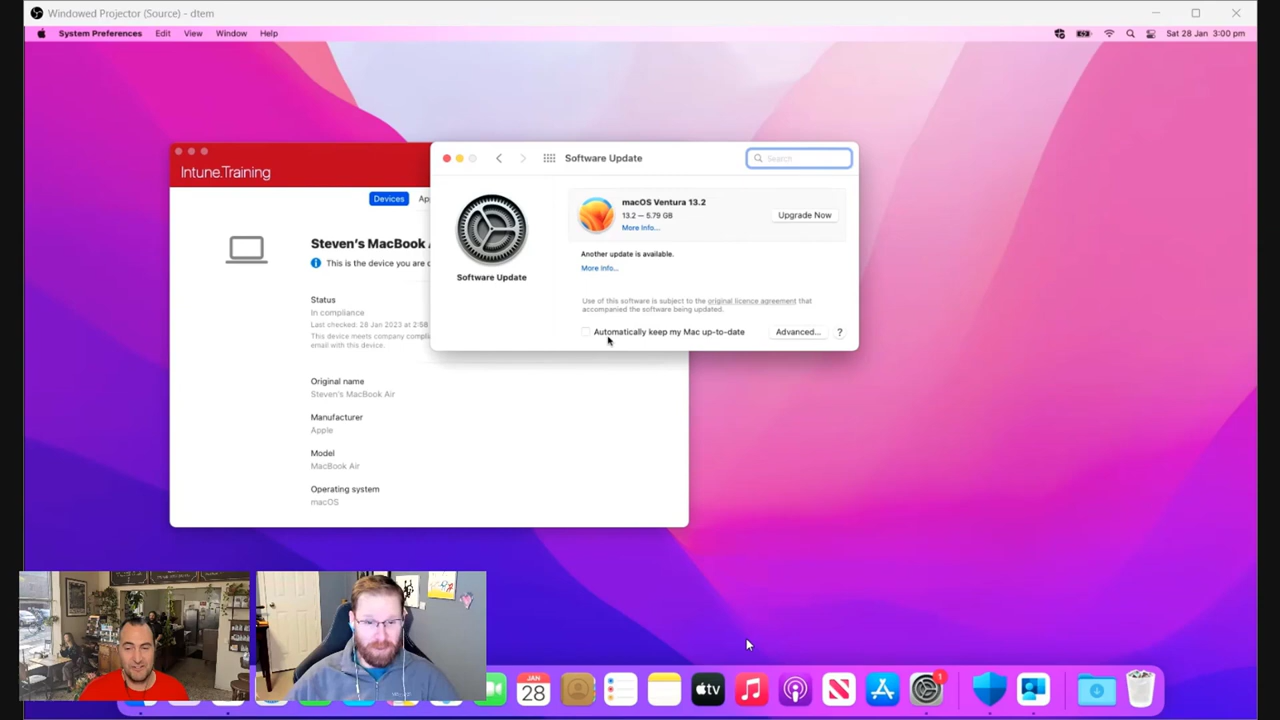 Windowed Projector (Source) - dtem
System Preferences Edit View Window Help
Sat 28 Jan 3:00 pm
Software Update
Search
Intune.Training
Devices
Ap
macOS Ventura 13.2
13.2 — 5.79 GB
More Info...
Upgrade Now
Another update is available.
More info...
Software Update
Use of this software is subject to the original licence agreement that
accompanied the software being updated.
Automatically keep my Mac up-to-date
Advanced...
?
Steven's MacBook
This is the device you are
Status
In compliance
Last checked: 28 Jan 2023 at 2:58
This device meets company compli
email with this device.
Original name
Steven's MacBook Air
Manufacturer
Apple
Model
MacBook Air
Operating system
macOS
JAN
28
tv
1